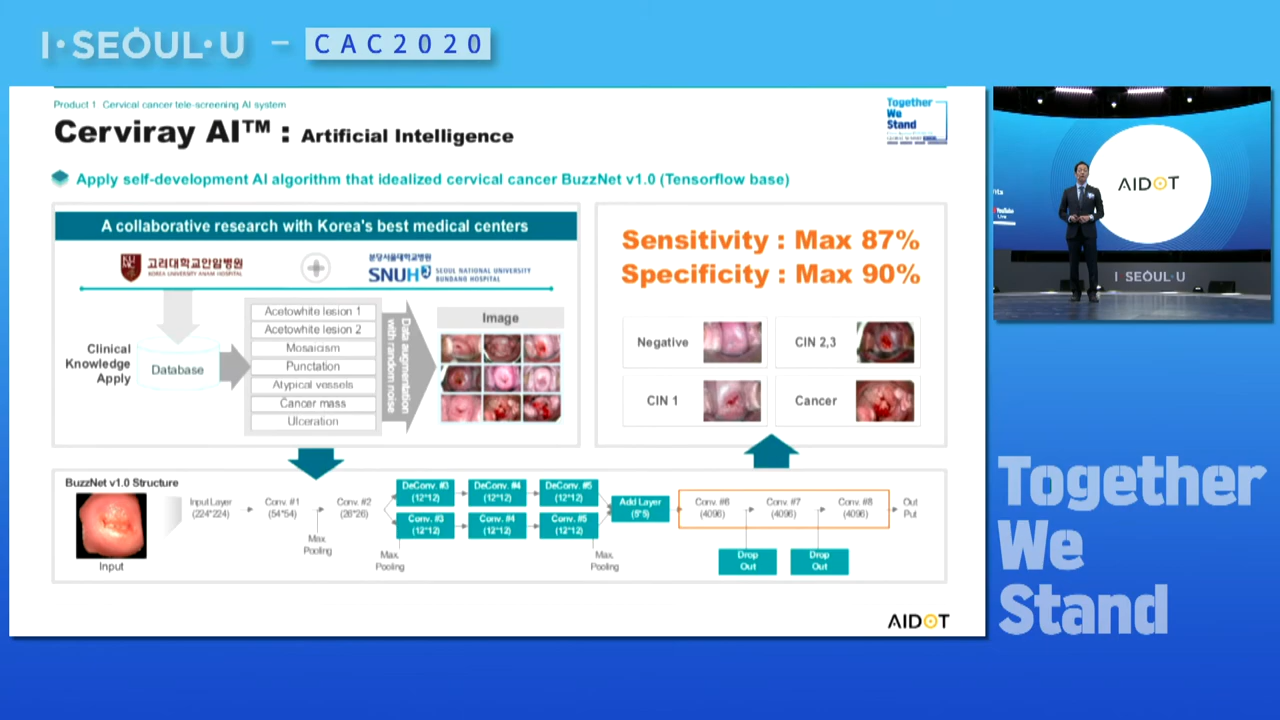 I·SEOUL·U – CAC2020
Product 1 Cervical cancer tele-screening AI system
Cerviray AI™ : Artificial Intelligence
Together
We
Stand
Apply self-development AI algorithm that idealized cervical cancer BuzzNet v1.0 (Tensorflow base)
A collaborative research with Korea's best medical centers
고려대학교안암병원
KOREA UNIVERSITY ANAM HOSPITAL
분당서울대학교병원
SNUH
SEOUL NATIONAL UNIVERSITY
BUNDANG HOSPITAL
Clinical
Knowledge
Apply
Database
Acetowhite lesion 1
Acetowhite lesion 2
Mosaicism
Punctation
Atypical vessels
Cancer mass
Ulceration
Data augmentation
with random noise
Image
Sensitivity : Max 87%
Specificity : Max 90%
Negative
CIN 2,3
CIN 1
Cancer
BuzzNet v1.0 Structure
Input
Input Layer
(224*224)
Conv. #1
(54*54)
Max.
Pooling
Conv. #2
(26*26)
Max.
Pooling
DeConv. #3
(12*12)
DeConv. #4
(12*12)
DeConv. #5
(12*12)
Conv. #3
(12*12)
Conv. #4
(12*12)
Conv. #5
(12*12)
Max.
Pooling
Add Layer
(5*5)
Conv. #6
(4096)
Conv. #7
(4096)
Conv. #8
(4096)
Drop
Out
Drop
Out
Out
Put
AIDOT
AIDOT
I SEOUL U
Together
We
Stand